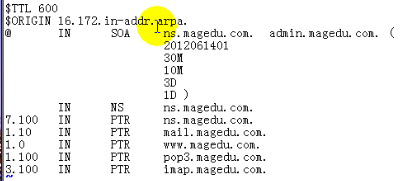 $TTL 600
$ORIGIN 16.172.in-addr.arpa.
@ IN SOA ns.magedu.com. admin.magedu.com. (
2012061401
30M
10M
3D
1D )
IN NS ns.magedu.com.
7.100 IN PTR ns.magedu.com.
1.10 IN PTR mail.magedu.com.
1.0 IN PTR www.magedu.com.
1.100 IN PTR pop3.magedu.com.
3.100 IN PTR imap.magedu.com.
~